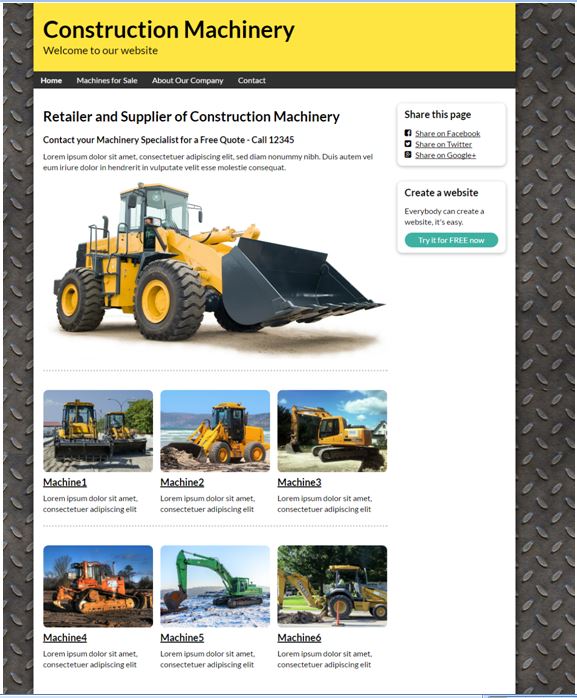 Construction Machinery
Welcome to our website
Home Machines for Sale About Our Company Contact
Retailer and Supplier of Construction Machinery
Contact your Machinery Specialist for a Free Quote - Call 12345
Lorem ipsum dolor sit amet, consectetuer adipiscing elit, sed diam nonummy nibh. Duis autem vel
eum iriure dolor in hendrerit in vulputate velit esse molestie consequat.
Share this page
Share on Facebook
Share on Twitter
Share on Google+
Create a website
Everybody can create a
website, it's easy.
Try it for FREE now
Machine1
Lorem ipsum dolor sit amet,
consectetuer adipiscing elit
Machine2
Lorem ipsum dolor sit amet,
consectetuer adipiscing elit
Machine3
Lorem ipsum dolor sit amet,
consectetuer adipiscing elit
Machine4
Lorem ipsum dolor sit amet,
consectetuer adipiscing elit
Machine5
Lorem ipsum dolor sit amet,
consectetuer adipiscing elit
Machine6
Lorem ipsum dolor sit amet,
consectetuer adipiscing elit